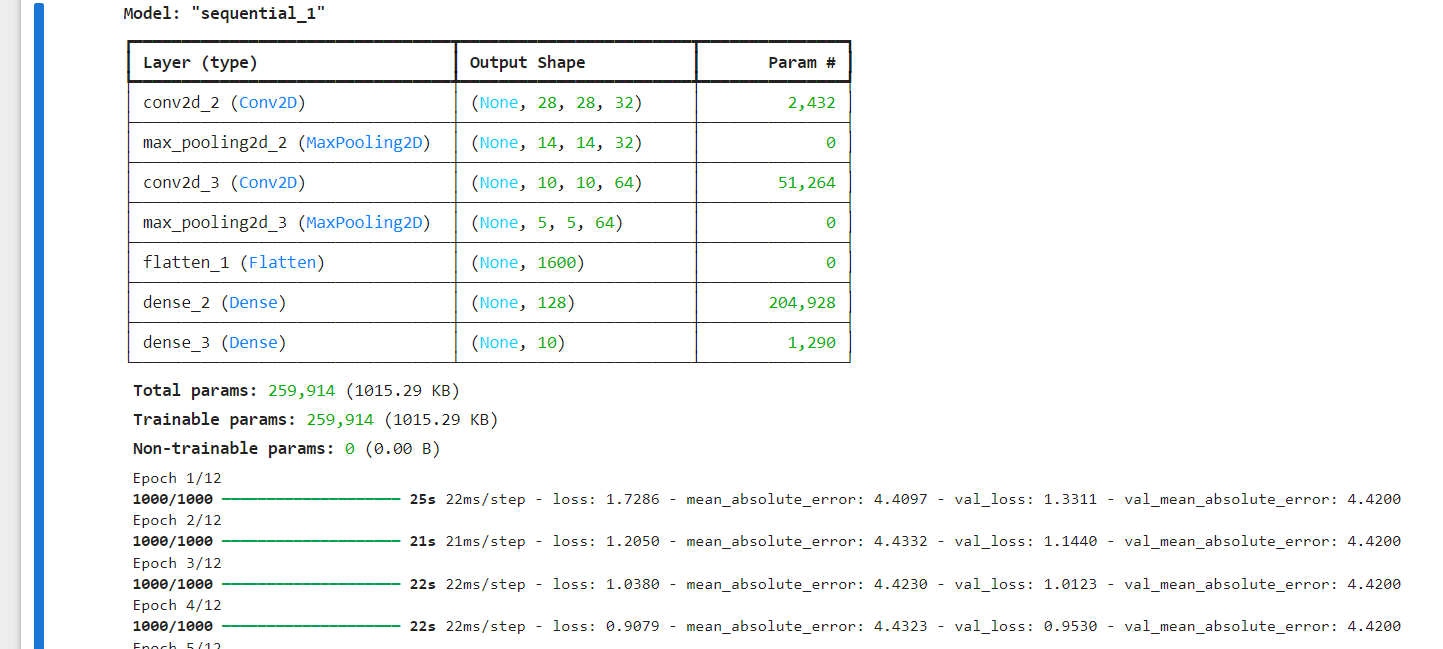 Model: "sequential_1"
Layer (type) Output Shape Param #
conv2d_2 (Conv2D) (None, 28, 28, 32) 2,432
max_pooling2d_2 (MaxPooling2D) (None, 14, 14, 32) 0
conv2d_3 (Conv2D) (None, 10, 10, 64) 51,264
max_pooling2d_3 (MaxPooling2D) (None, 5, 5, 64) 0
flatten_1 (Flatten) (None, 1600) 0
dense_2 (Dense) (None, 128) 204,928
dense_3 (Dense) (None, 10) 1,290
Total params: 259,914 (1015.29 KB)
Trainable params: 259,914 (1015.29 KB)
Non-trainable params: 0 (0.00 B)
Epoch 1/12
1000/1000 ━━━━━━━━━━━━━━━━━━━━ 25s 22ms/step - loss: 1.7286 - mean_absolute_error: 4.4097 - val_loss: 1.3311 - val_mean_absolute_error: 4.4200
Epoch 2/12
1000/1000 ━━━━━━━━━━━━━━━━━━━━ 21s 21ms/step - loss: 1.2050 - mean_absolute_error: 4.4332 - val_loss: 1.1440 - val_mean_absolute_error: 4.4200
Epoch 3/12
1000/1000 ━━━━━━━━━━━━━━━━━━━━ 22s 22ms/step - loss: 1.0380 - mean_absolute_error: 4.4230 - val_loss: 1.0123 - val_mean_absolute_error: 4.4200
Epoch 4/12
1000/1000 ━━━━━━━━━━━━━━━━━━━━ 22s 22ms/step - loss: 0.9079 - mean_absolute_error: 4.4323 - val_loss: 0.9530 - val_mean_absolute_error: 4.4200
Epoch 5/12